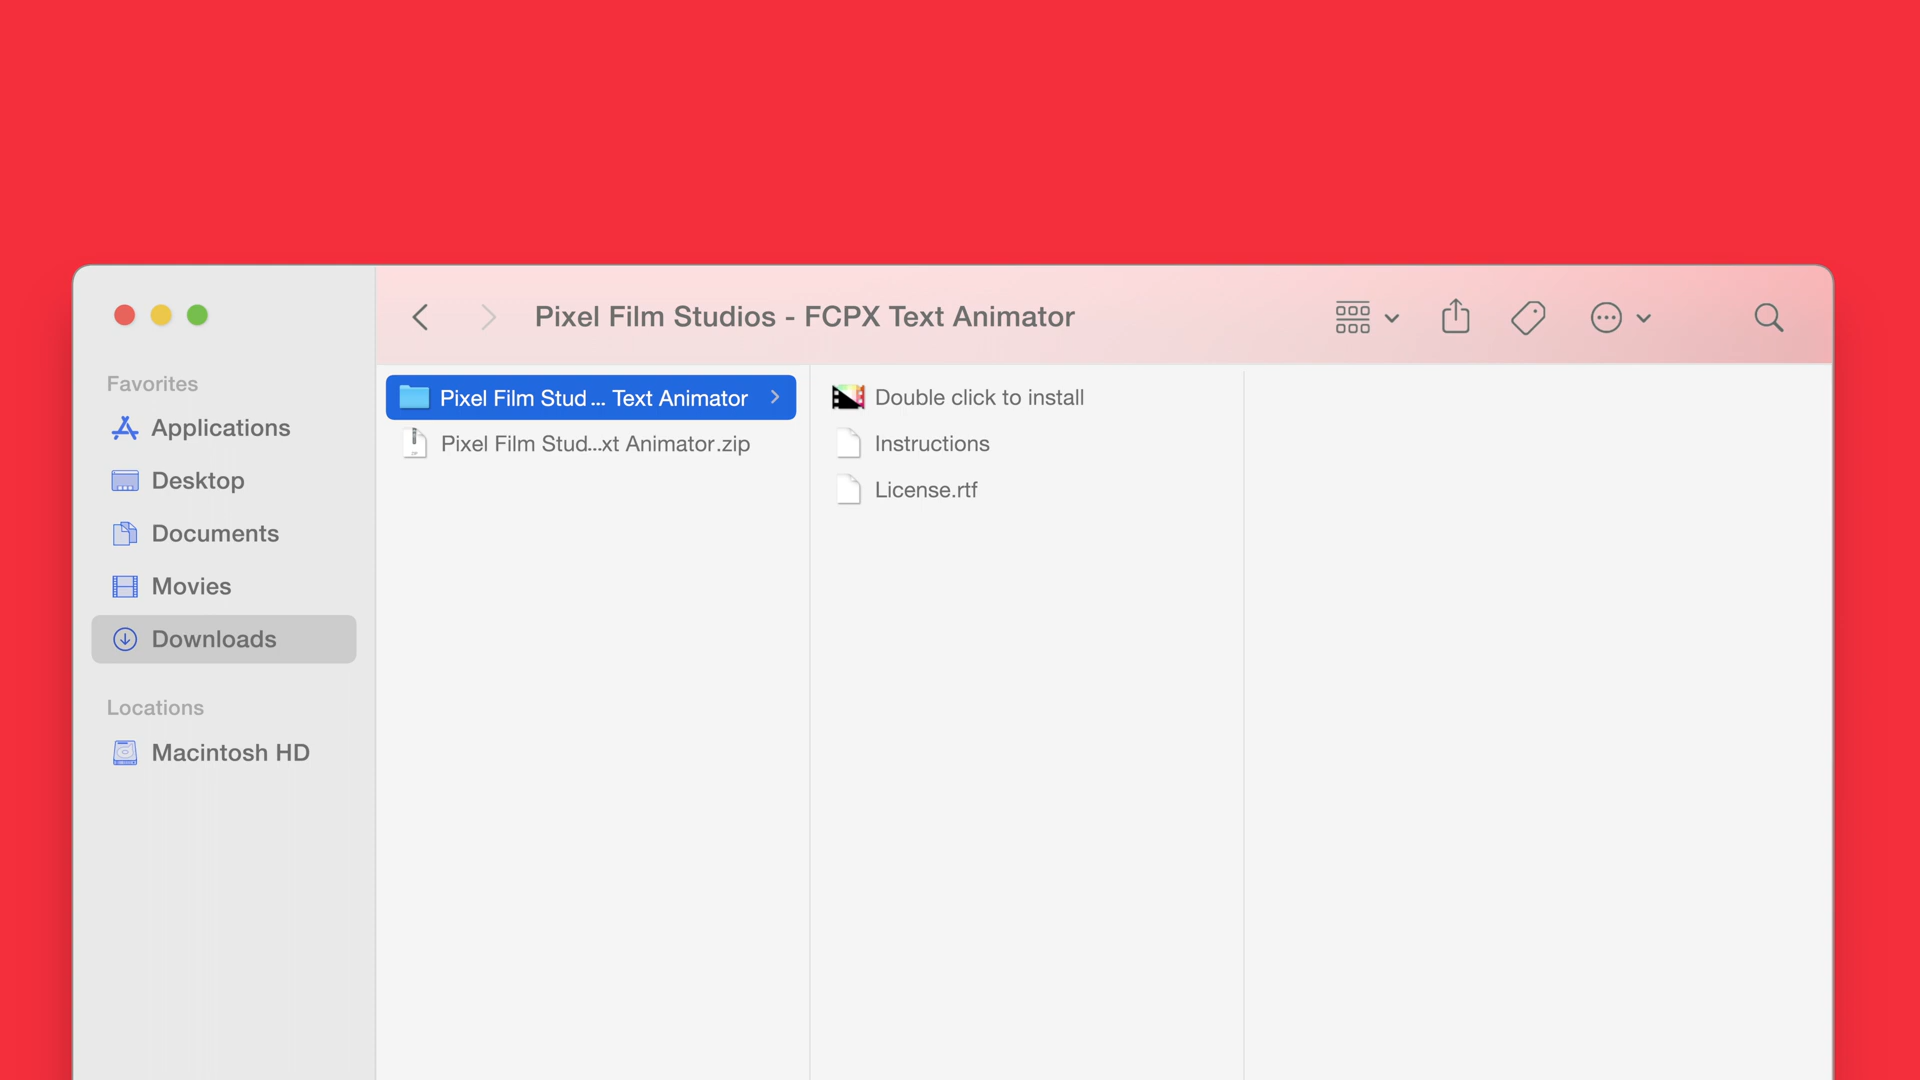 Pixel Film Studios - FCPX Text Animator
Favorites
Applications
Desktop
Documents
Movies
Downloads
Locations
Macintosh HD
Pixel Film Stud... Text Animator
Pixel Film Stud...xt Animator.zip
Double click to install
Instructions
License.rtf